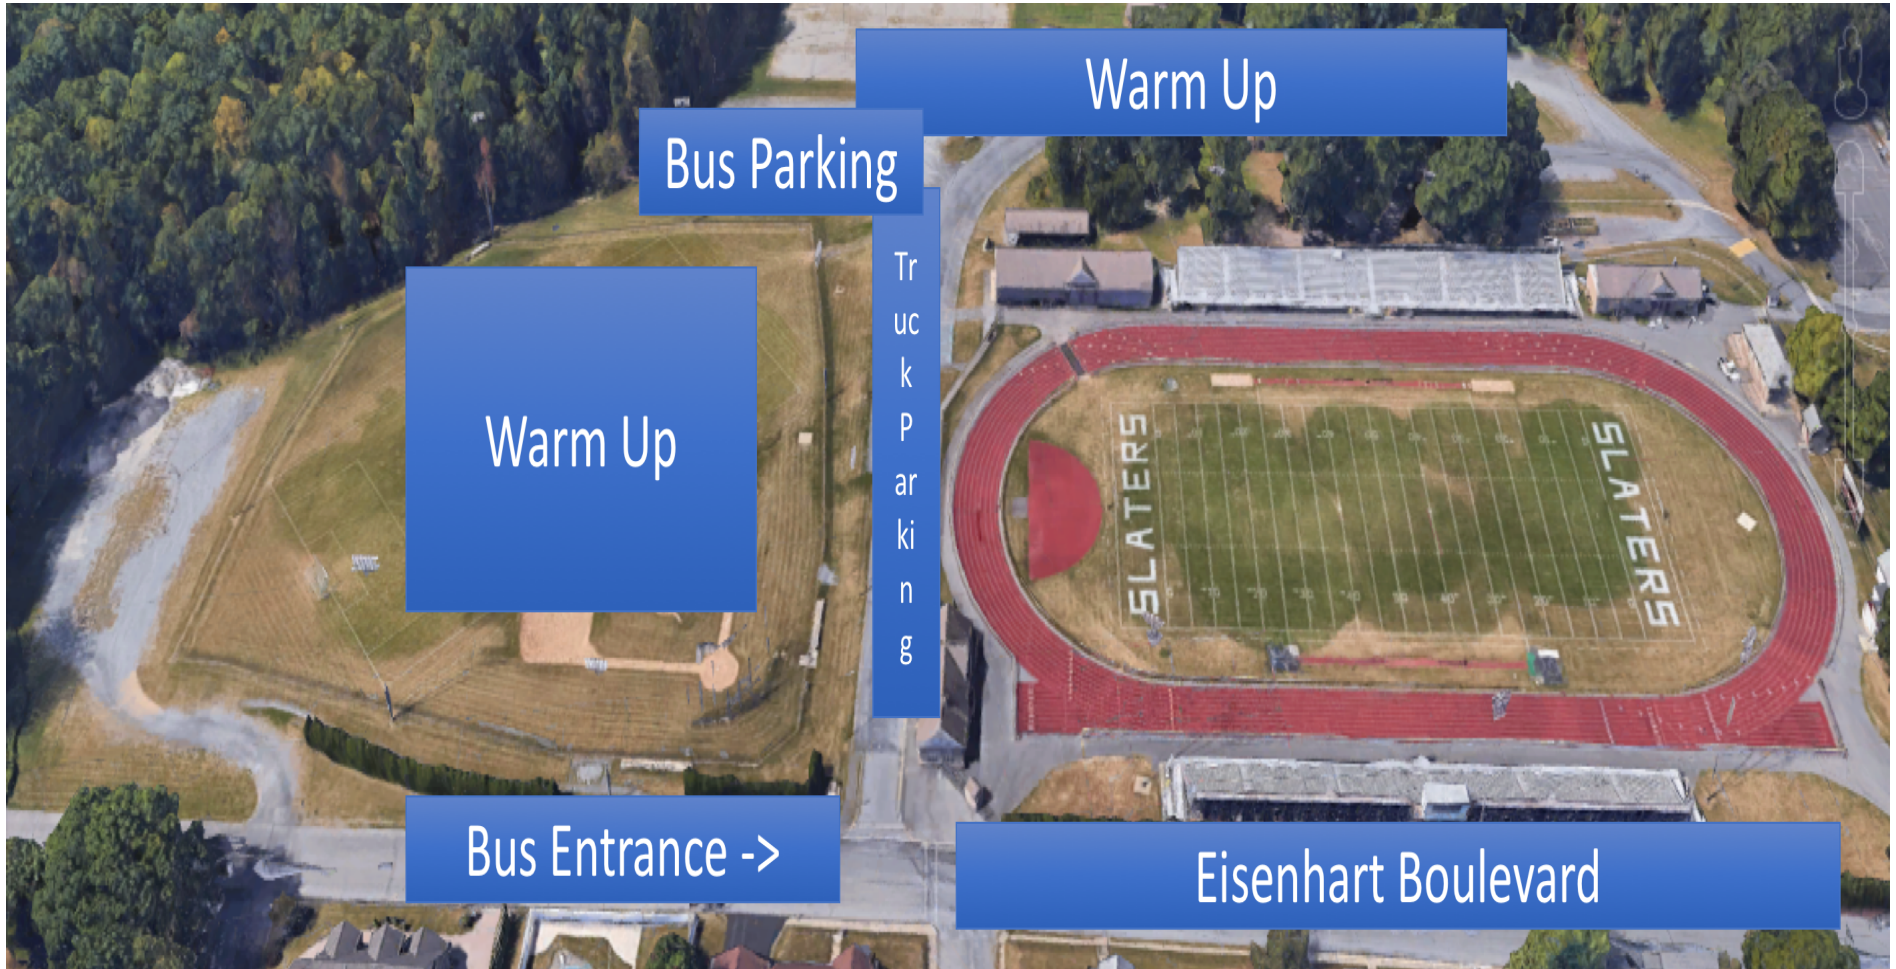 Warm Up
Bus Parking
Tr
uc
k
P
ar
ki
n
g
Warm Up
SLATERS
SLATERS
Bus Entrance ->
Eisenhart Boulevard